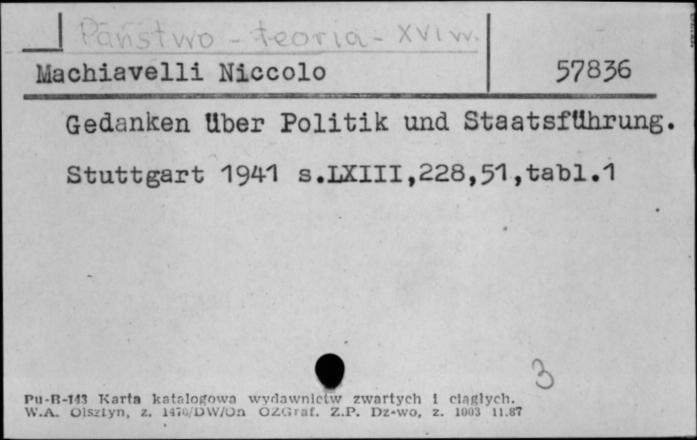 Państwo - teoria - XVI w.
Machiavelli Niccolo 57836
Gedanken über Politik und Staatsführung.
Stuttgart 1941 s.LXIII,228,51,tabl.1
3
Pu-B-143 Karta katalogowa wydawnictw zwartych i ciągłych.
W.A. Olsztyn, z. 1470/DW/On OZGraf. Z.P. Dz-wo, z. 1003 11.87